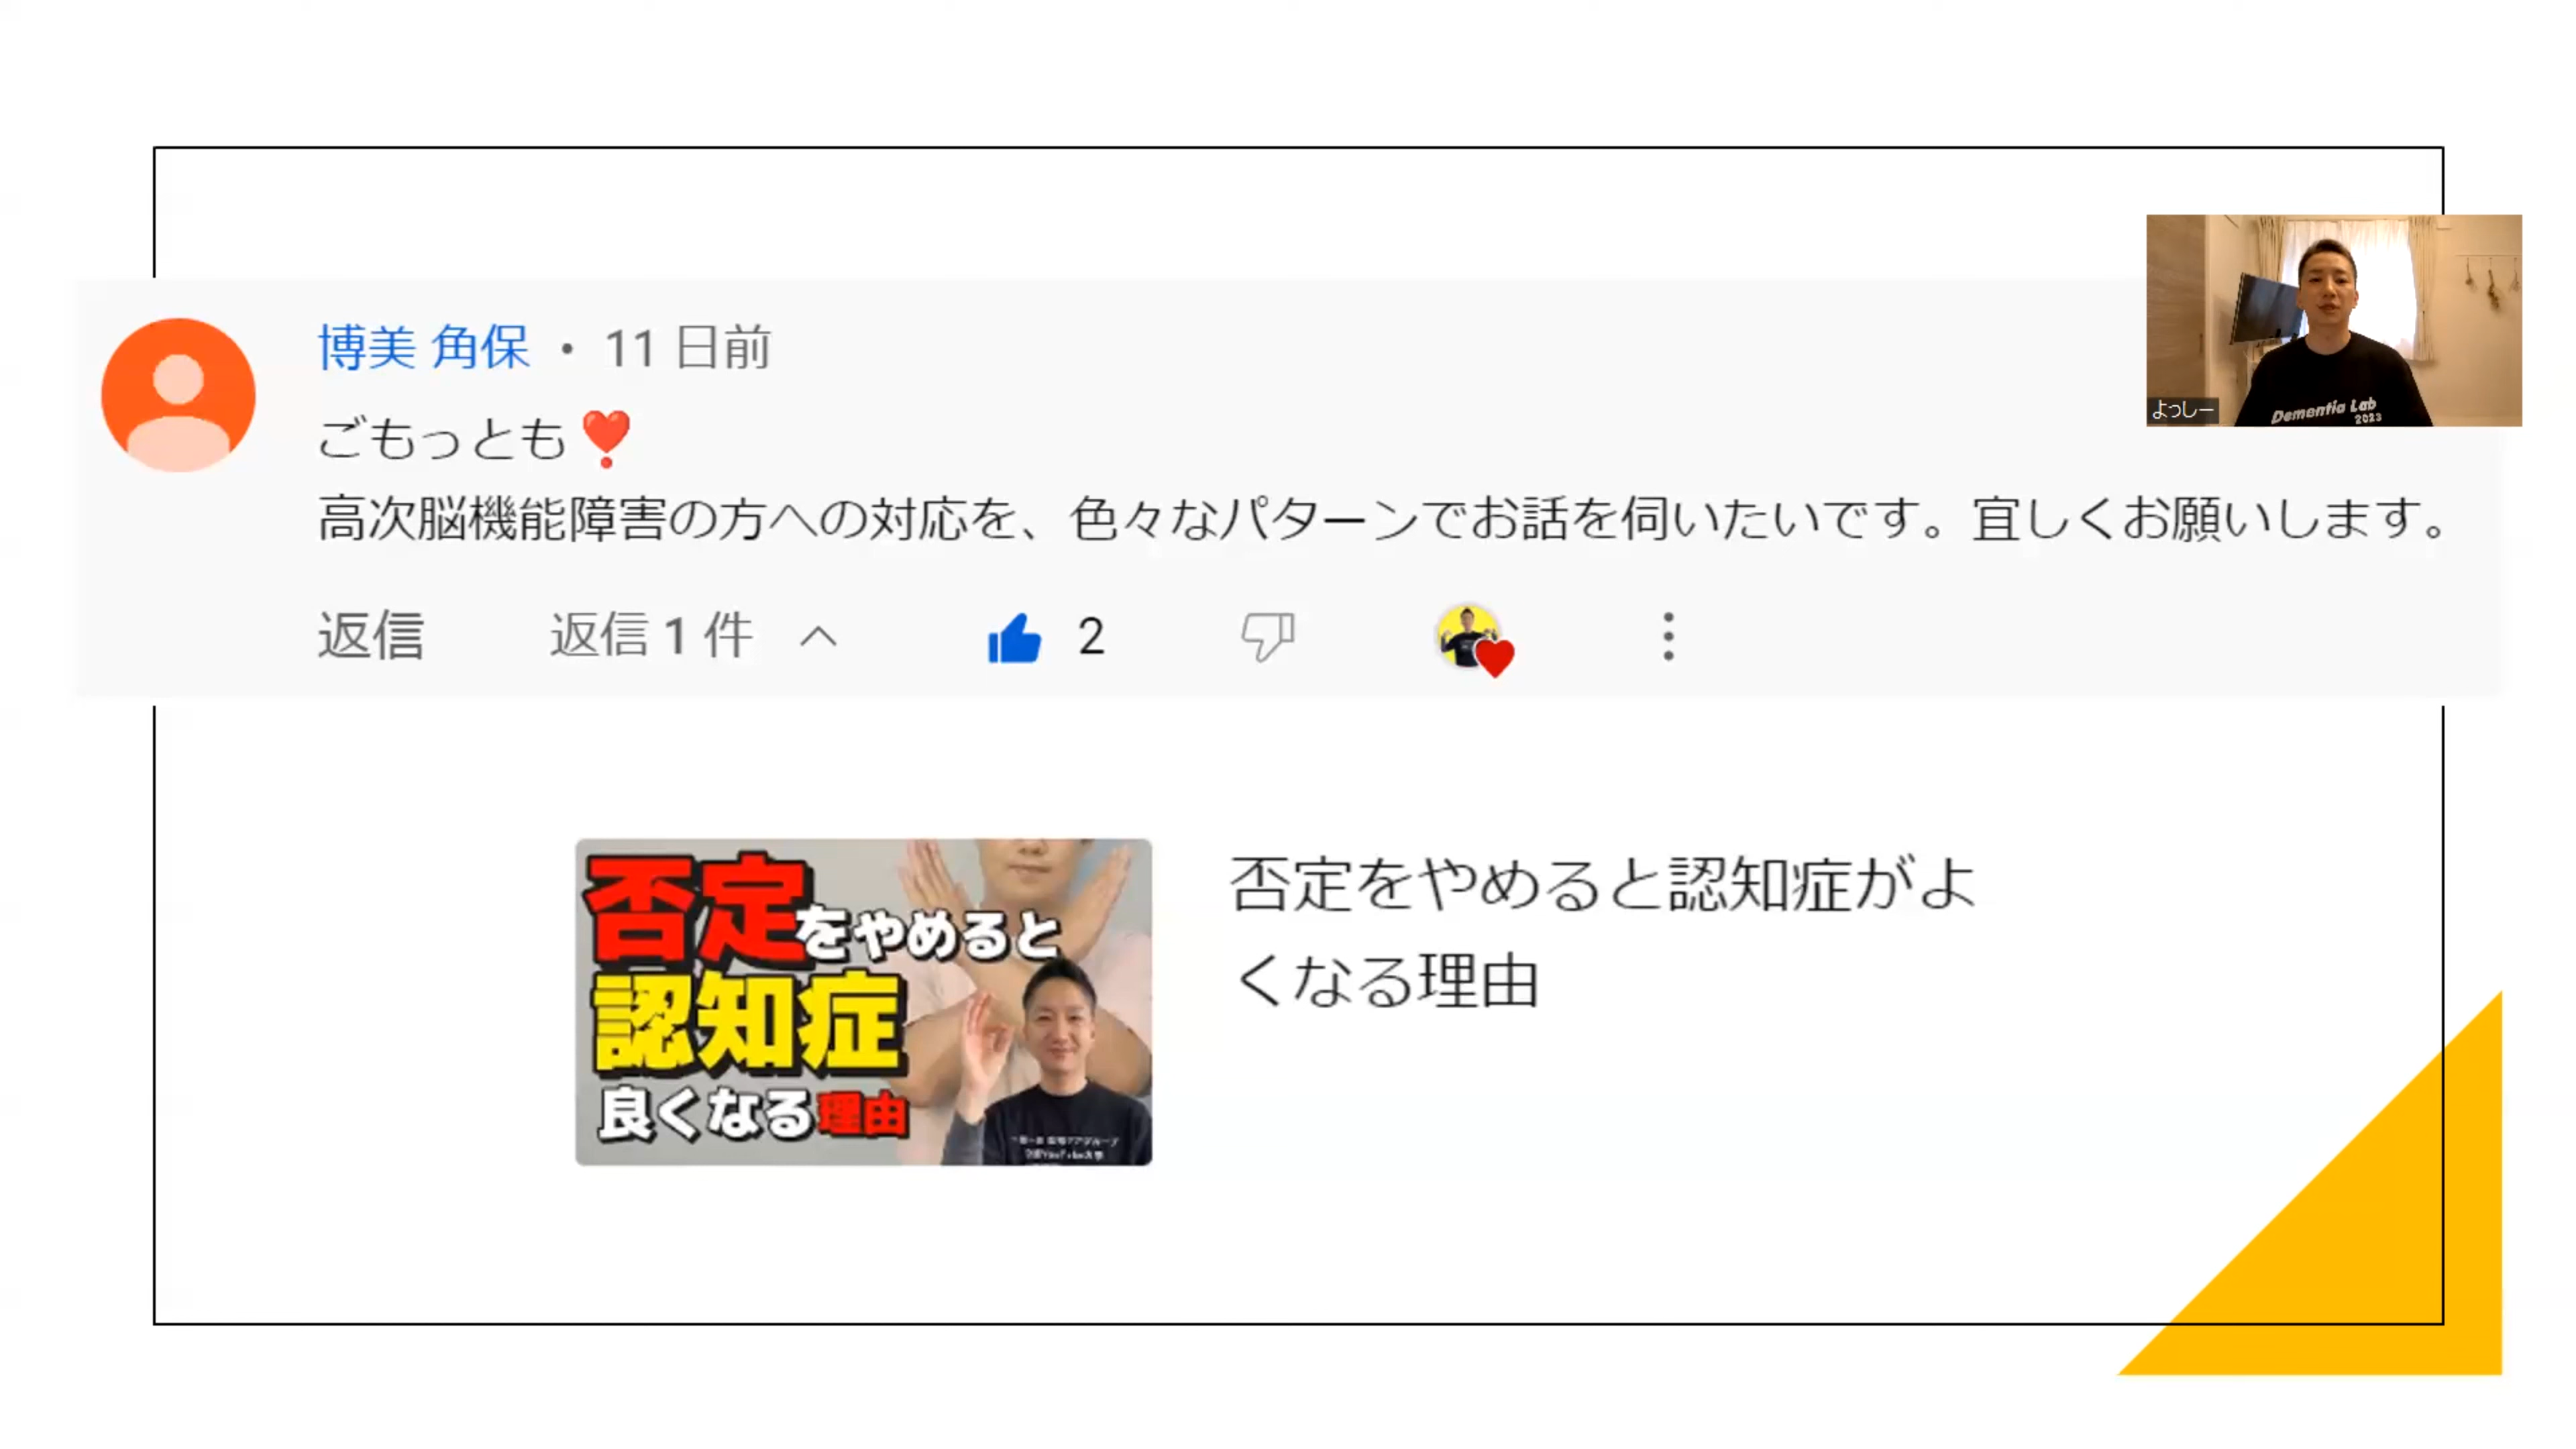 博美 角保 • 11 日前
ごもっとも❣
高次脳機能障害の方への対応を、色々なパターンでお話を伺いたいです。宜しくお願いします。
返信 返信 1 件 2
よっしー
Dementia Lab
2023
否定をやめると
認知症
良くなる理由
否定をやめると認知症がよ
くなる理由